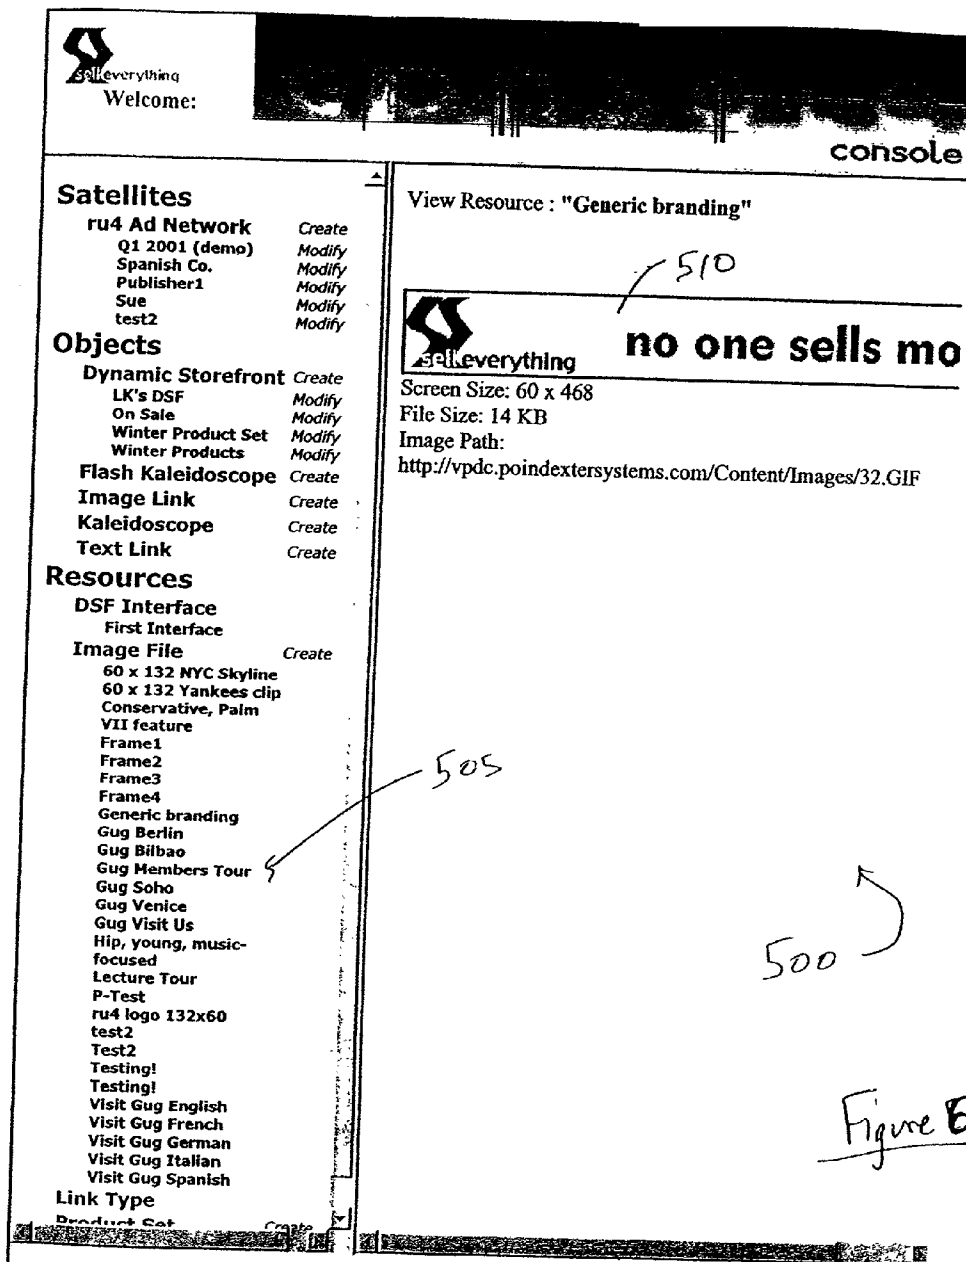 selleverything
Welcome:
console
Satellites
ru4 Ad Network Create
Q1 2001 (demo) Modify
Spanish Co. Modify
Publisher1 Modify
Sue Modify
test2 Modify
Objects
Dynamic Storefront Create
LK's DSF Modify
On Sale Modify
Winter Product Set Modify
Winter Products Modify
Flash Kaleidoscope Create
Image Link Create
Kaleidoscope Create
Text Link Create
Resources
DSF Interface
First Interface
Image File Create
60 x 132 NYC Skyline
60 x 132 Yankees clip
Conservative, Palm
VII feature
Frame1
Frame2
Frame3
Frame4
Generic branding
Gug Berlin
Gug Bilbao
Gug Members Tour
Gug Soho
Gug Venice
Gug Visit Us
Hip, young, music-
focused
Lecture Tour
P-Test
ru4 logo 132x60
test2
Test2
Testing!
Testing!
Visit Gug English
Visit Gug French
Visit Gug German
Visit Gug Italian
Visit Gug Spanish
Link Type
Product Set Create
View Resource : "Generic branding"
510
selleverything no one sells mo
Screen Size: 60 x 468
File Size: 14 KB
Image Path:
http://vpdc.poindextersystems.com/Content/Images/32.GIF
505
500
Figure